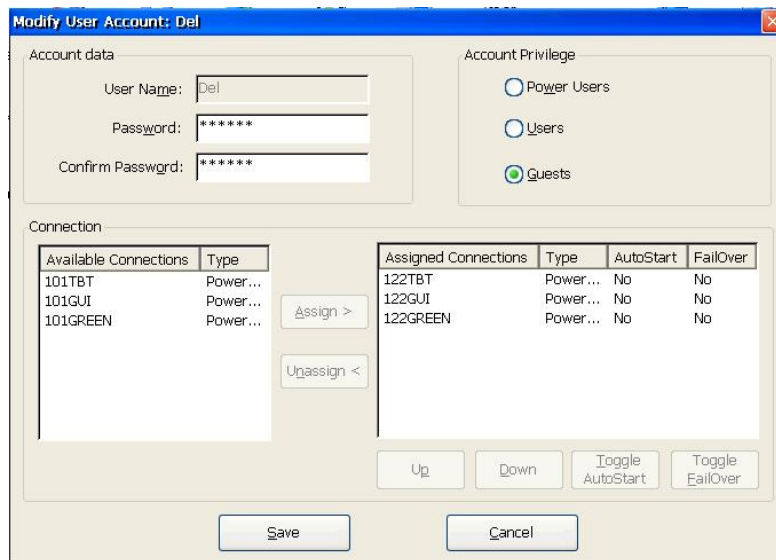 Modify User Account: Del
Account data
User Name: Del
Password: ******
Confirm Password: ******
Account Privilege
Power Users
Users
Guests
Connection
Available Connections Type
101TBT Power...
101GUI Power...
101GREEN Power...
Assign >
Unassign <
Assigned Connections Type AutoStart FailOver
122TBT Power... No No
122GUI Power... No No
122GREEN Power... No No
Up
Down
Toggle AutoStart
Toggle FailOver
Save
Cancel